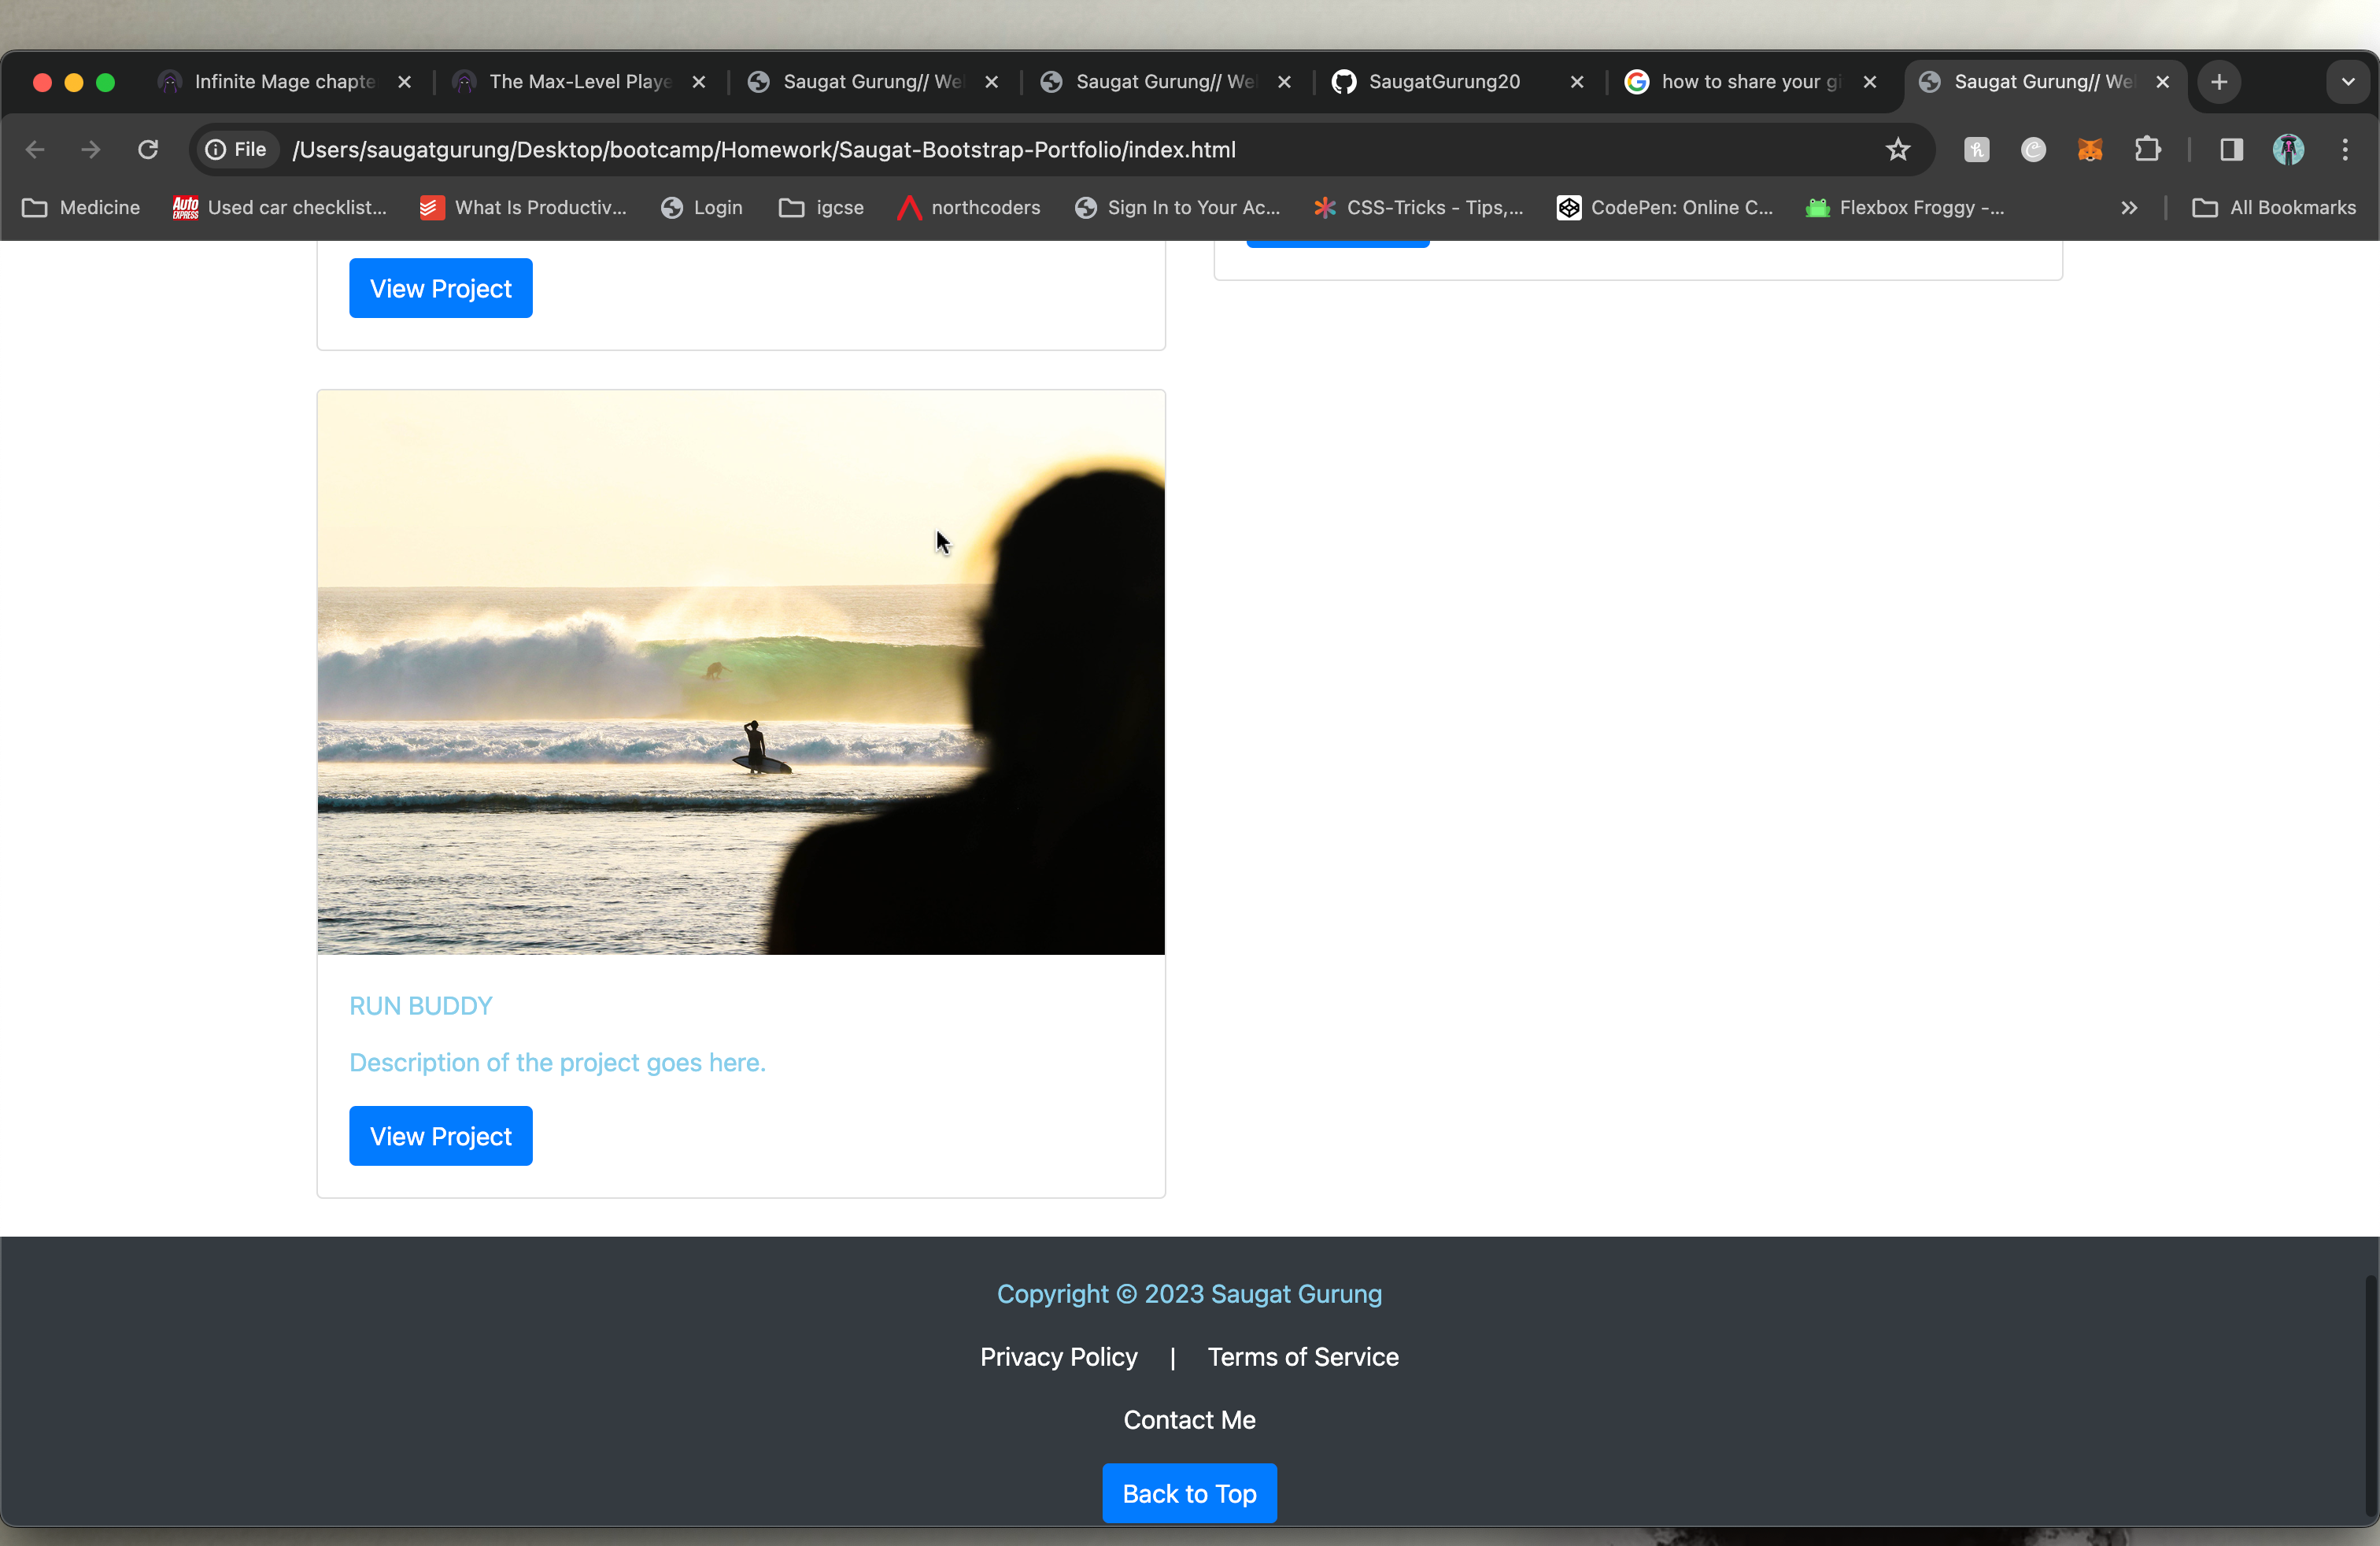 Infinite Mage chapte
The Max-Level Playe
Saugat Gurung// We
Saugat Gurung// We
SaugatGurung20
how to share your gi
Saugat Gurung// We
File /Users/saugatgurung/Desktop/bootcamp/Homework/Saugat-Bootstrap-Portfolio/index.html
Medicine
Auto EXPRESS Used car checklist...
What Is Productiv...
Login
igcse
northcoders
Sign In to Your Ac...
CSS-Tricks - Tips,...
CodePen: Online C...
Flexbox Froggy -...
»
All Bookmarks
View Project
RUN BUDDY
Description of the project goes here.
View Project
Copyright © 2023 Saugat Gurung
Privacy Policy | Terms of Service
Contact Me
Back to Top